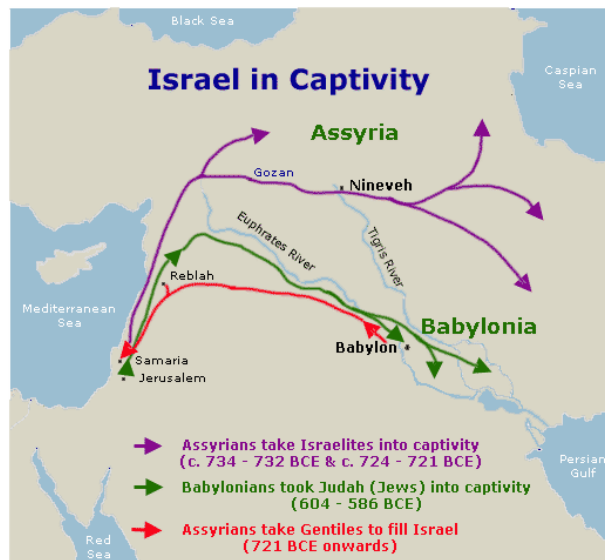 Black Sea
Caspian
Sea
Israel in Captivity
Assyria
Gozan
Nineveh
Euphrates River
Tigris River
Reblah
Mediterranean
Sea
Babylonia
Babylon
Samaria
Jerusalem
Persian
Gulf
Red
Sea
Assyrians take Israelites into captivity
(c. 734 - 732 BCE & c. 724 - 721 BCE)
Babylonians took Judah (Jews) into captivity
(604 - 586 BCE)
Assyrians take Gentiles to fill Israel
(721 BCE onwards)